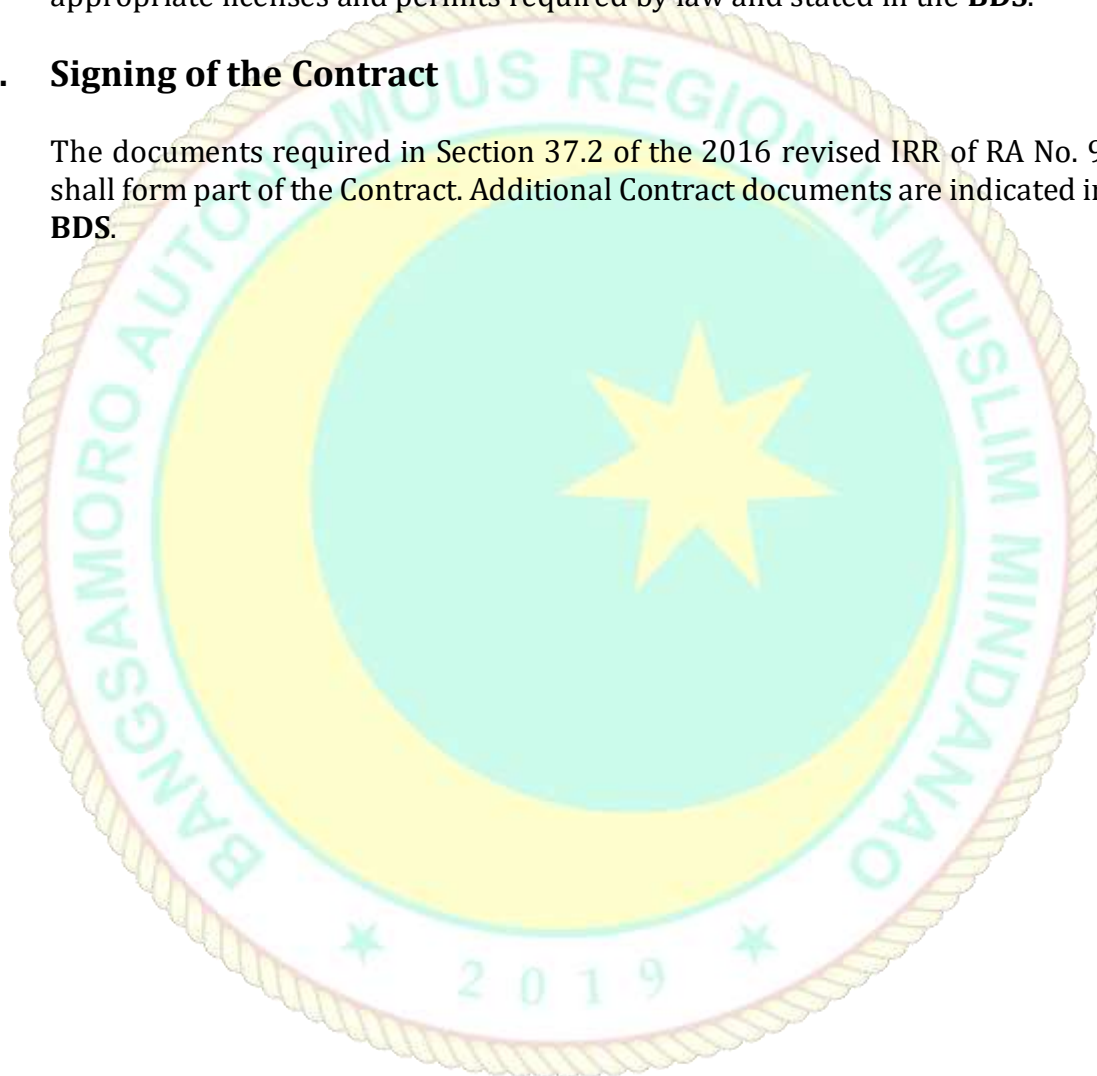 appropriate licenses and permits required by law and stated in the BDS.
. Signing of the Contract
The documents required in Section 37.2 of the 2016 revised IRR of RA No. 9
shall form part of the Contract. Additional Contract documents are indicated in
BDS.
BANGSAMORO AUTONOMOUS REGION IN MUSLIM MINDANAO
2019